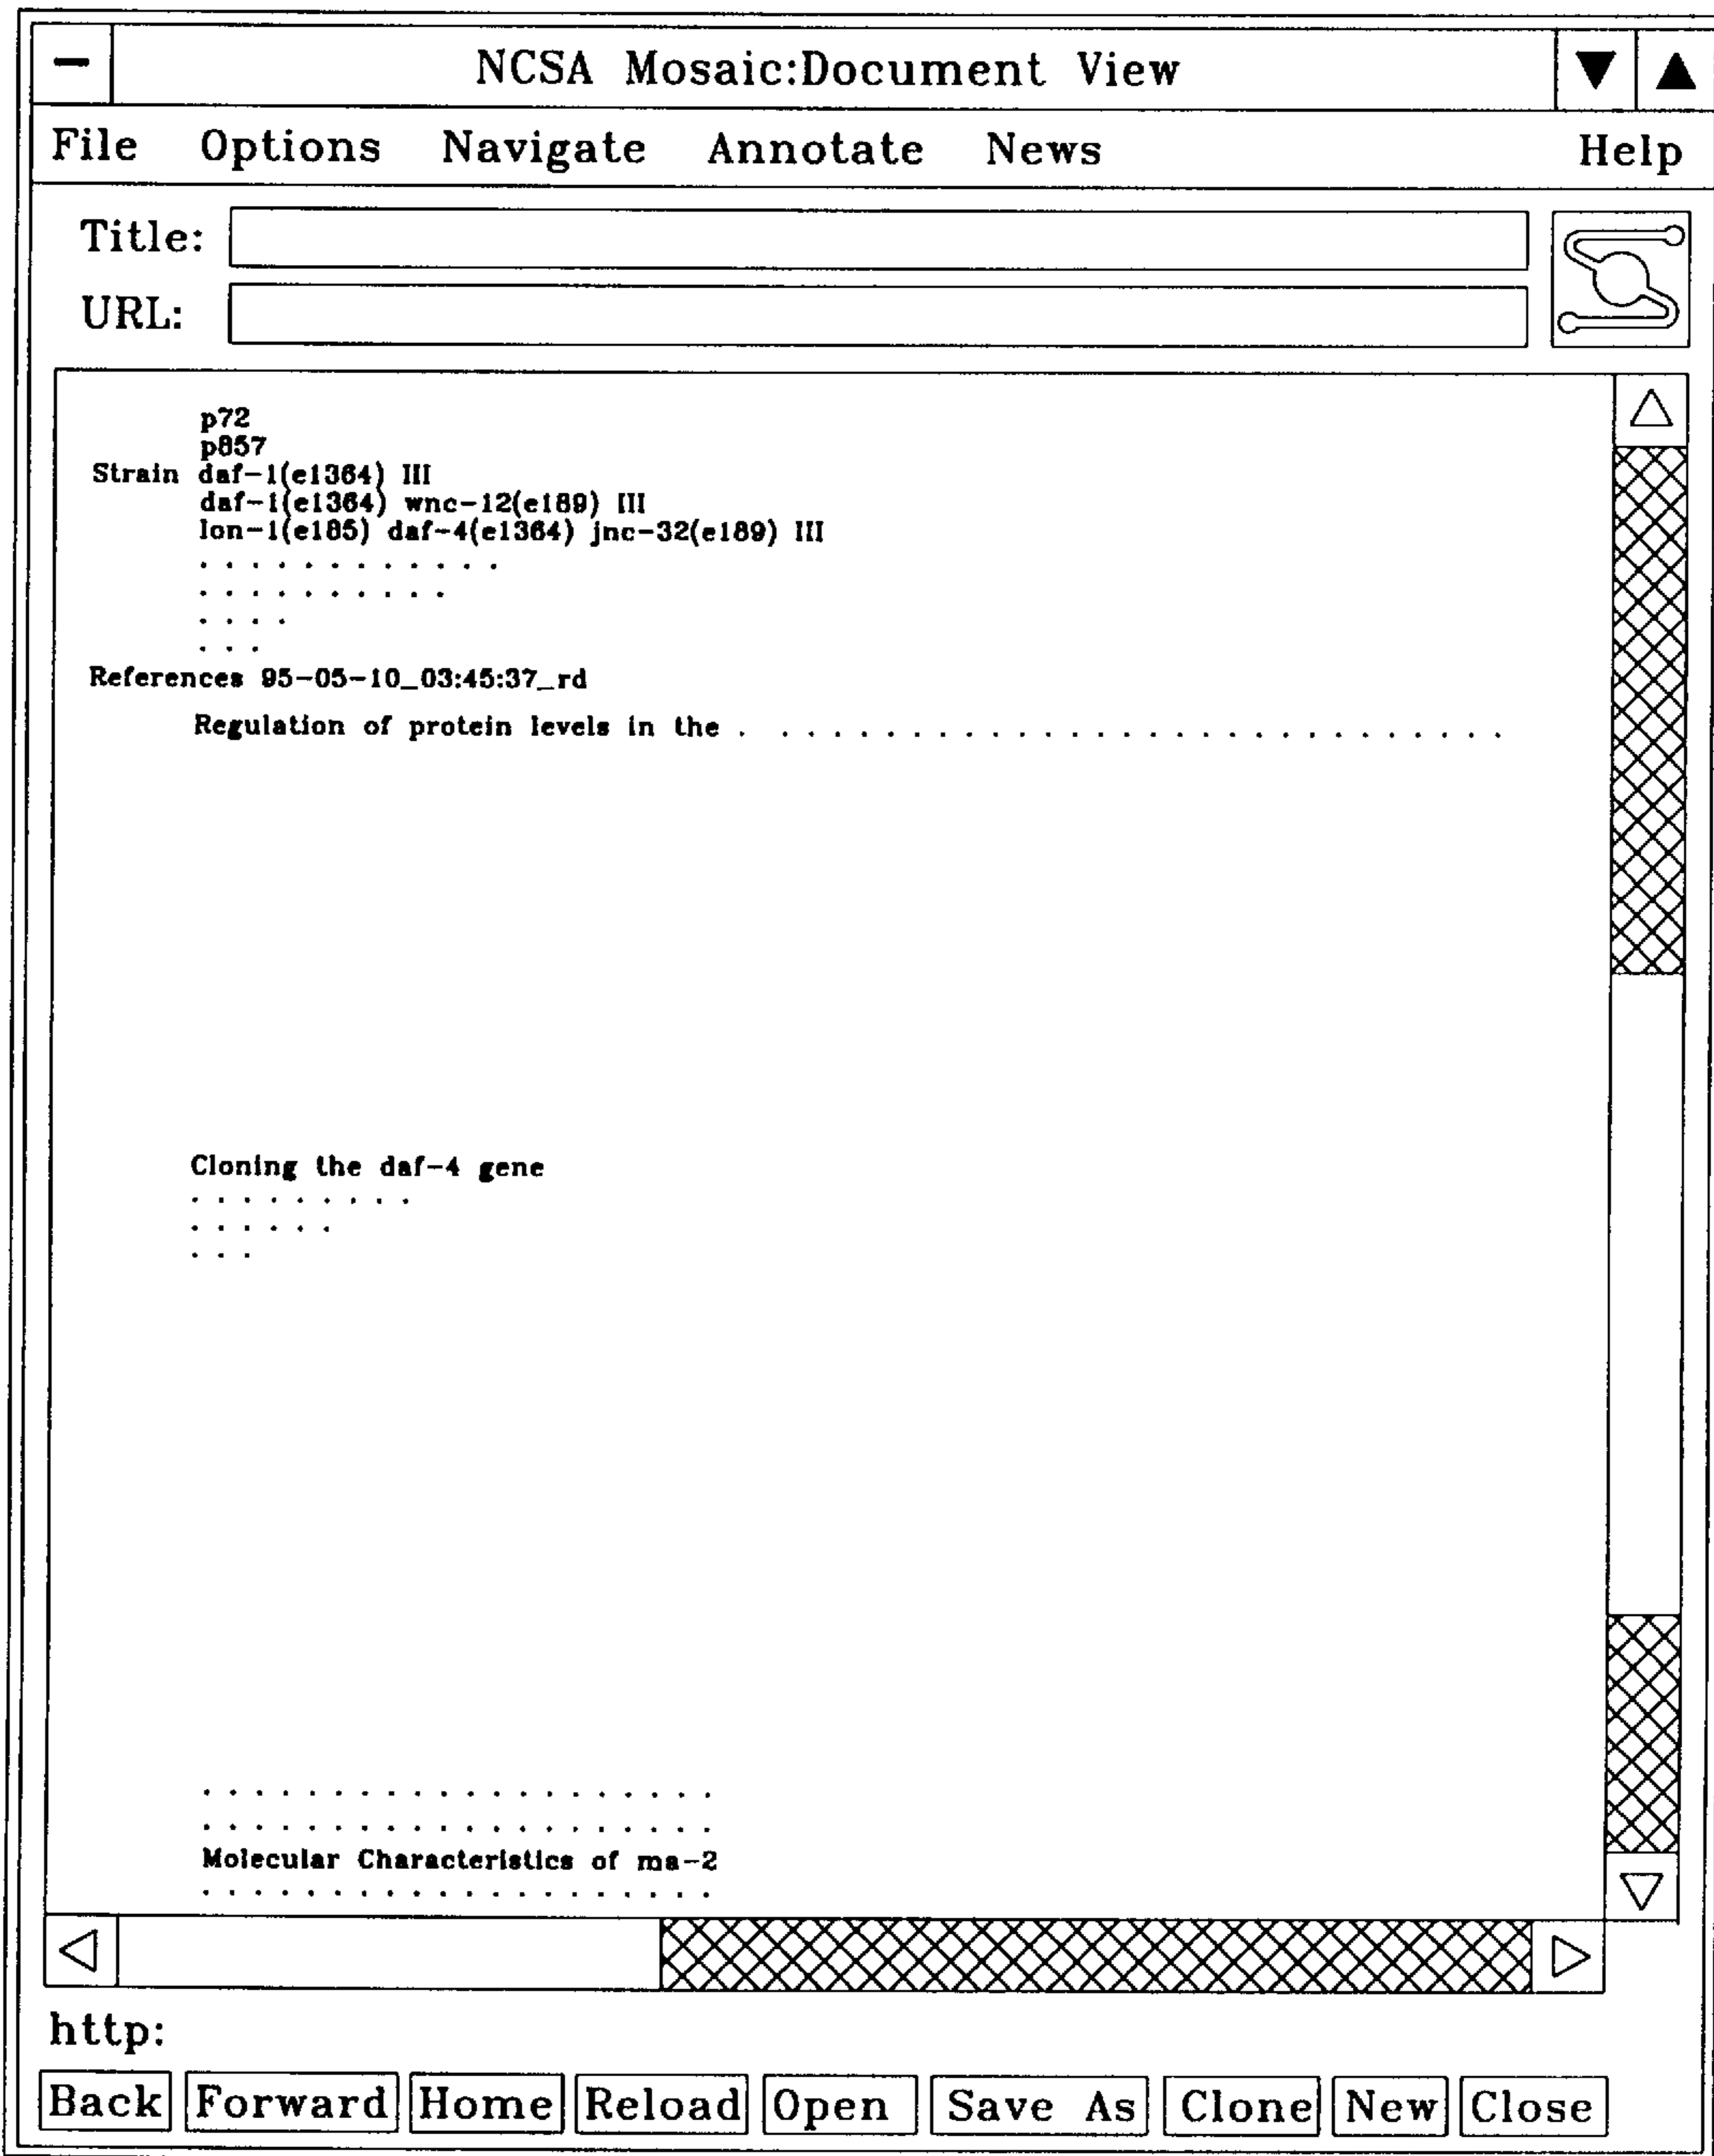 NCSA Mosaic:Document View
File Options Navigate Annotate News Help
Title:
URL:
p72
p857
Strain daf-1(e1364) III
daf-1(e1364) wnc-12(e189) III
lon-1(e185) daf-4(e1364) jnc-32(e189) III
. . . . . . . . . . . .
. . . . . . . . . .
. . . .
. . .
References 95-05-10_03:45:37_rd
Regulation of protein levels in the . . . . . . . . . . . . . . . . . . . . . . . . . . . . .
Cloning the daf-4 gene
. . . . . . . . .
. . . . . .
. . .
. . . . . . . . . . . . . . . . . . . .
. . . . . . . . . . . . . . . . . . . .
Molecular Characteristics of ma-2
. . . . . . . . . . . . . . . . . . . .
http:
Back Forward Home Reload Open Save As Clone New Close